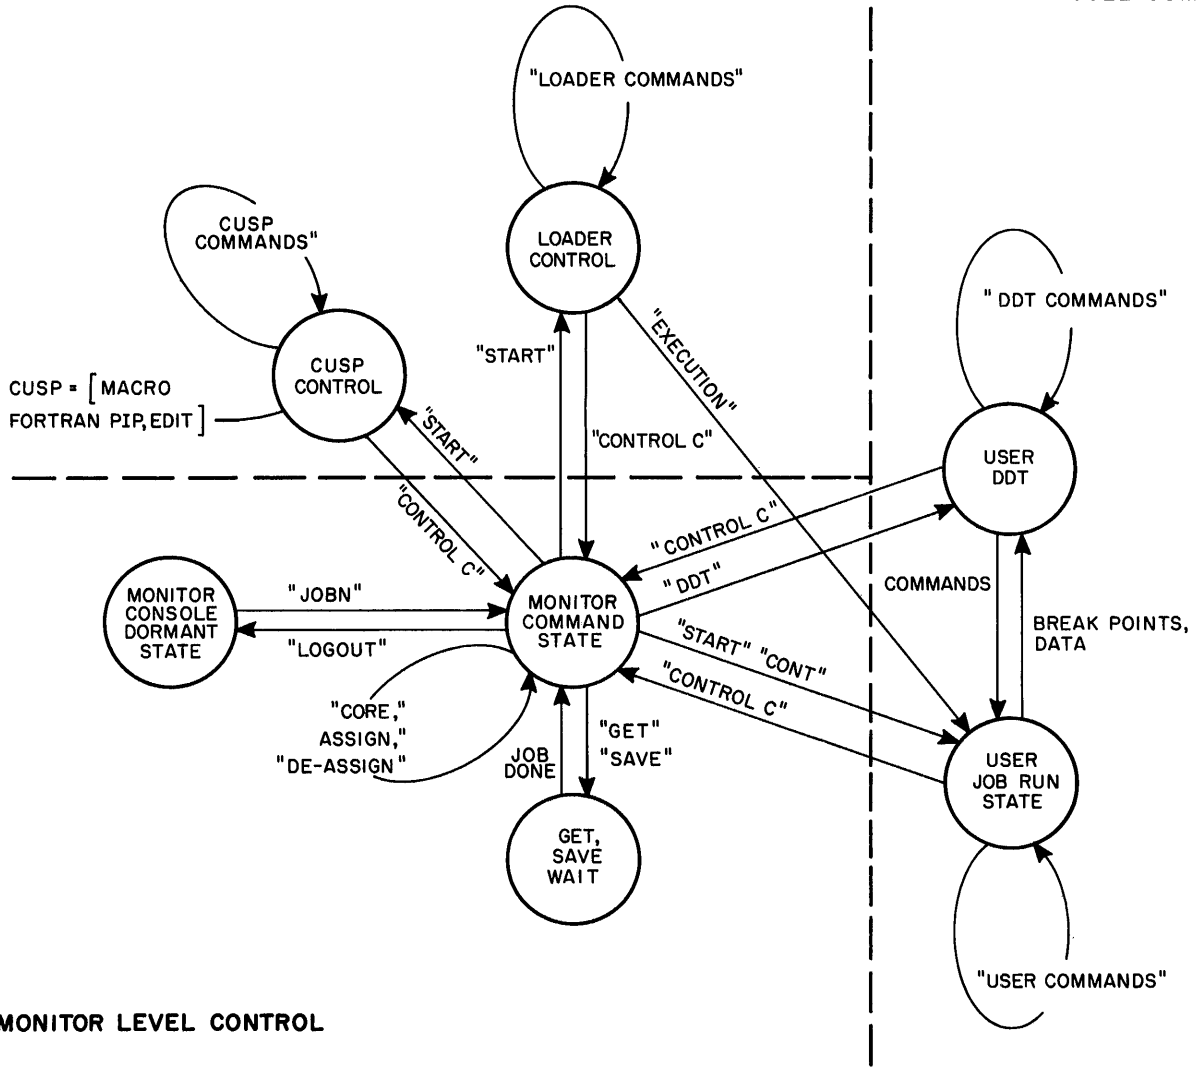 "LOADER COMMANDS"
CUSP
COMMANDS"
LOADER
CONTROL
"DDT COMMANDS"
"EXECUTION"
"START"
CUSP
CONTROL
CUSP = [MACRO
FORTRAN PIP, EDIT]
"START"
"CONTROL C"
USER
DDT
"CONTROL C"
"CONTROL C"
"DDT"
COMMANDS
BREAK POINTS,
DATA
MONITOR
CONSOLE
DORMANT
STATE
"JOBN"
"LOGOUT"
MONITOR
COMMAND
STATE
"START" "CONT"
"CONTROL C"
"CORE,"
ASSIGN,"
"DE-ASSIGN"
JOB
DONE
"GET"
"SAVE"
USER
JOB RUN
STATE
GET,
SAVE
WAIT
"USER COMMANDS"
MONITOR LEVEL CONTROL